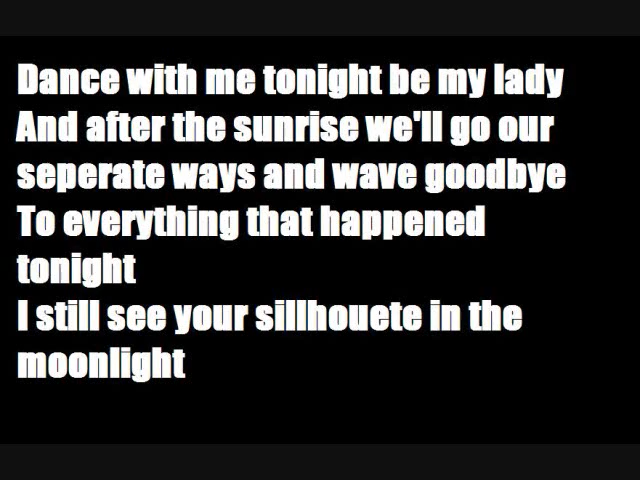 Dance with me tonight be my lady
And after the sunrise we'll go our
seperate ways and wave goodbye
To everything that happened
tonight
I still see your sillhouete in the
moonlight